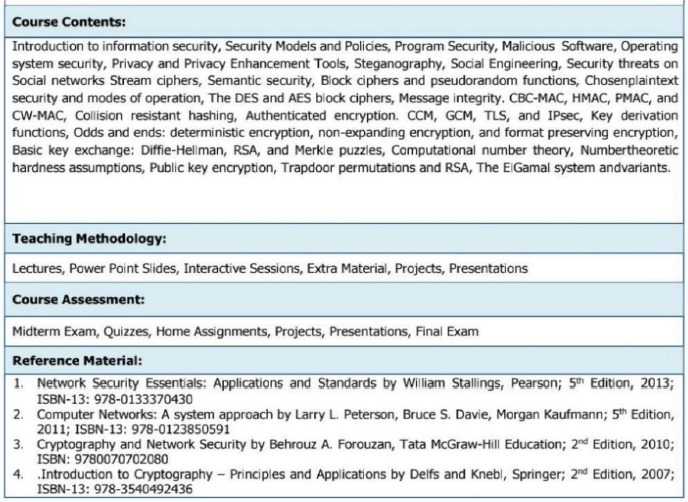 Course Contents:
Introduction to information security, Security Models and Policies, Program Security, Malicious Software, Operating
system security, Privacy and Privacy Enhancement Tools, Steganography, Social Engineering, Security threats on
Social networks Stream ciphers, Semantic security, Block ciphers and pseudorandom functions, Chosenplaintext
security and modes of operation, The DES and AES block ciphers, Message integrity. CBC-MAC, HMAC, PMAC, and
CW-MAC, Collision resistant hashing, Authenticated encryption. CCM, GCM, TLS, and IPsec, Key derivation
functions, Odds and ends: deterministic encryption, non-expanding encryption, and format preserving encryption,
Basic key exchange: Diffie-Hellman, RSA, and Merkle puzzles, Computational number theory, Numbertheoretic
hardness assumptions, Public key encryption, Trapdoor permutations and RSA, The ElGamal system andvariants.
Teaching Methodology:
Lectures, Power Point Slides, Interactive Sessions, Extra Material, Projects, Presentations
Course Assessment:
Midterm Exam, Quizzes, Home Assignments, Projects, Presentations, Final Exam
Reference Material:
1. Network Security Essentials: Applications and Standards by William Stallings, Pearson; 5th Edition, 2013;
ISBN-13: 978-0133370430
2. Computer Networks: A system approach by Larry L. Peterson, Bruce S. Davie, Morgan Kaufmann; 5th Edition,
2011; ISBN-13: 978-0123850591
3. Cryptography and Network Security by Behrouz A. Forouzan, Tata McGraw-Hill Education; 2nd Edition, 2010;
ISBN: 9780070702080
4. .Introduction to Cryptography – Principles and Applications by Delfs and Knebl, Springer; 2nd Edition, 2007;
ISBN-13: 978-3540492436